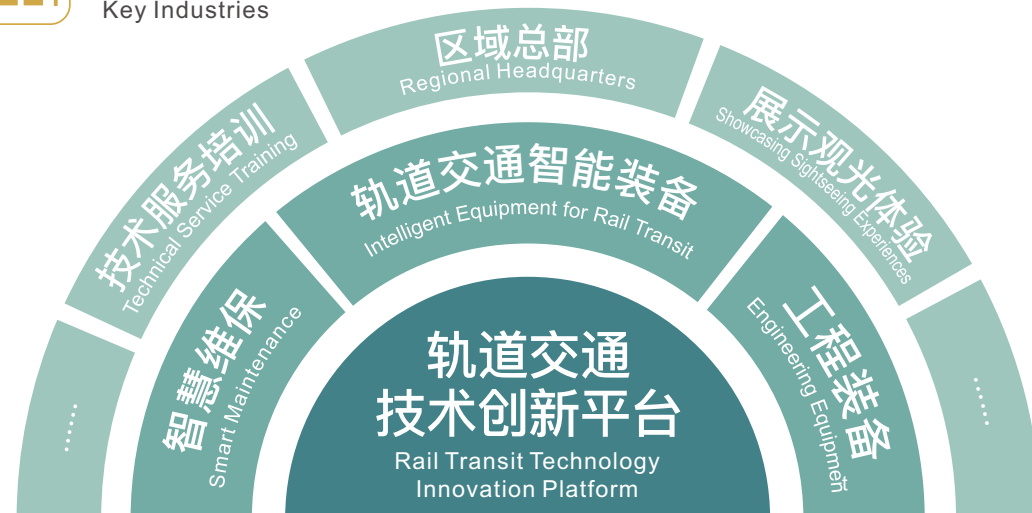 Key Industries
区域总部
Regional Headquarters
技术服务培训
Technical Service Training
展示观光体验
Showcasing Sightseeing Experiences
轨道交通智能装备
Intelligent Equipment for Rail Transit
智慧维保
Smart Maintenance
工程装备
Engineering Equipment
轨道交通
技术创新平台
Rail Transit Technology
Innovation Platform
......
......